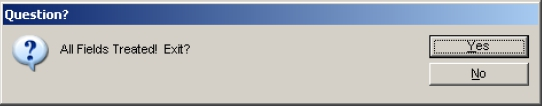 Question?
All Fields Treated! Exit?
Yes
No